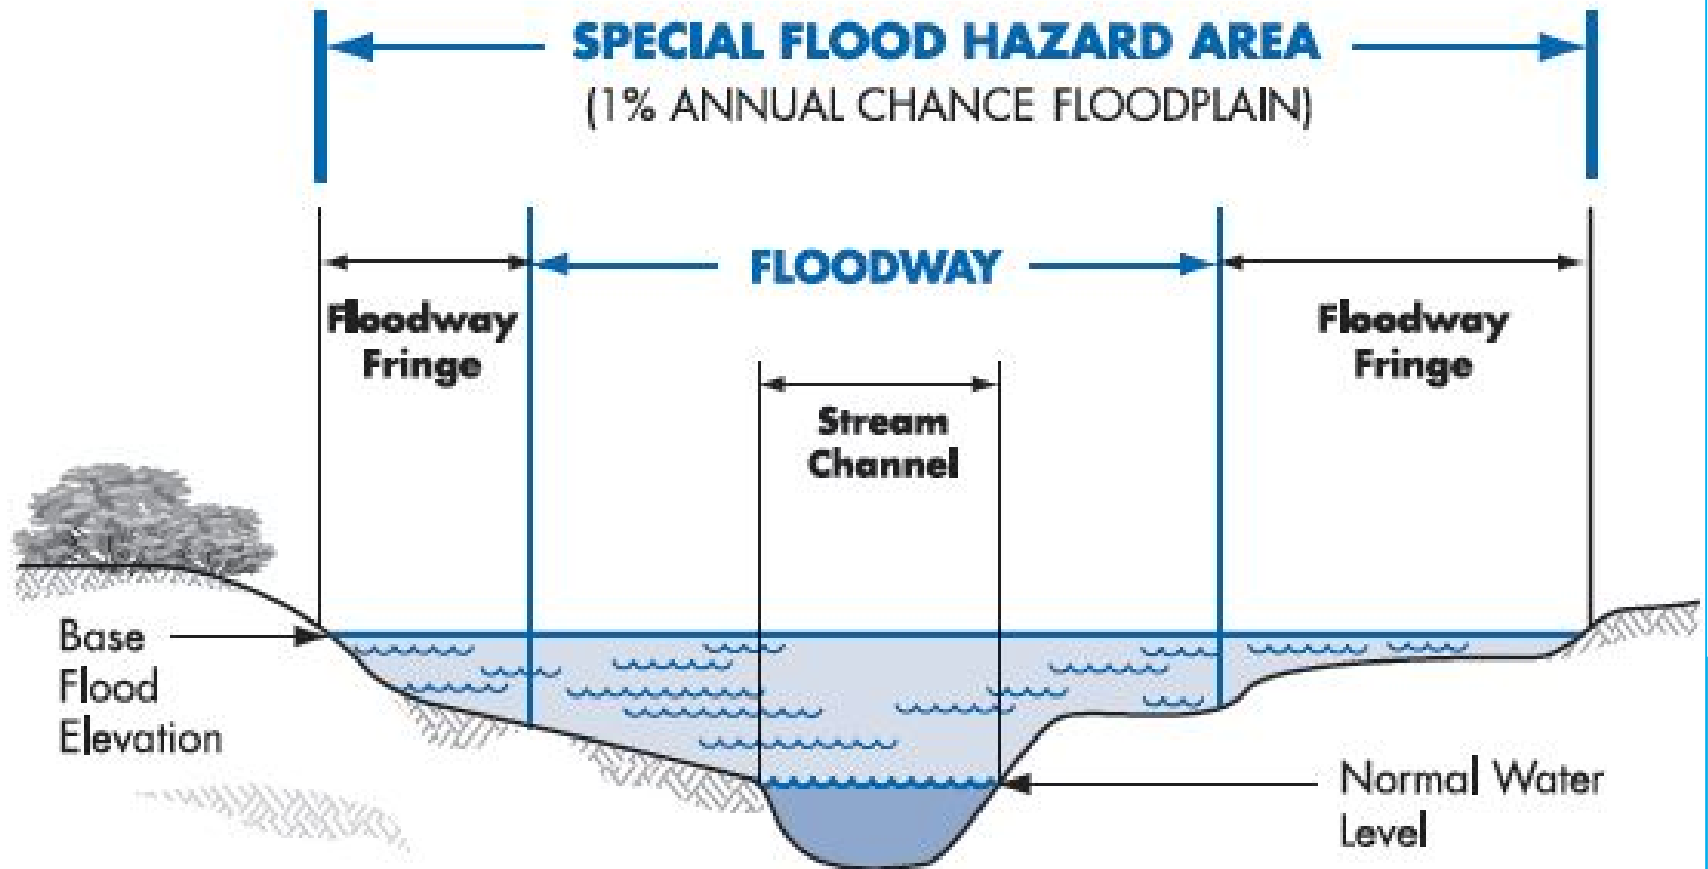 SPECIAL FLOOD HAZARD AREA
(1% ANNUAL CHANCE FLOODPLAIN)
FLOODWAY
Floodway
Fringe
Floodway
Fringe
Stream
Channel
Base
Flood
Elevation
Normal Water
Level